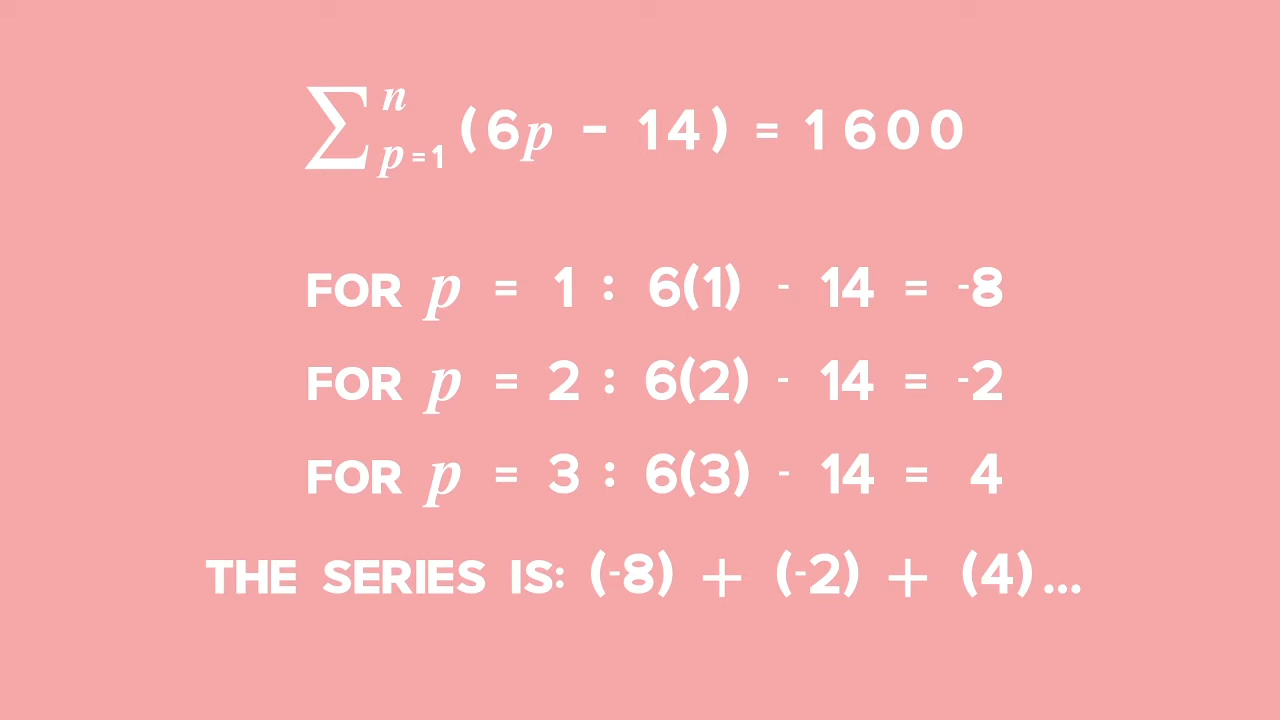 ∑ⁿₚ₌₁ (6p – 14) = 1600
FOR p = 1 : 6(1) - 14 = -8
FOR p = 2 : 6(2) - 14 = -2
FOR p = 3 : 6(3) - 14 = 4
THE SERIES IS: (-8) + (-2) + (4)...